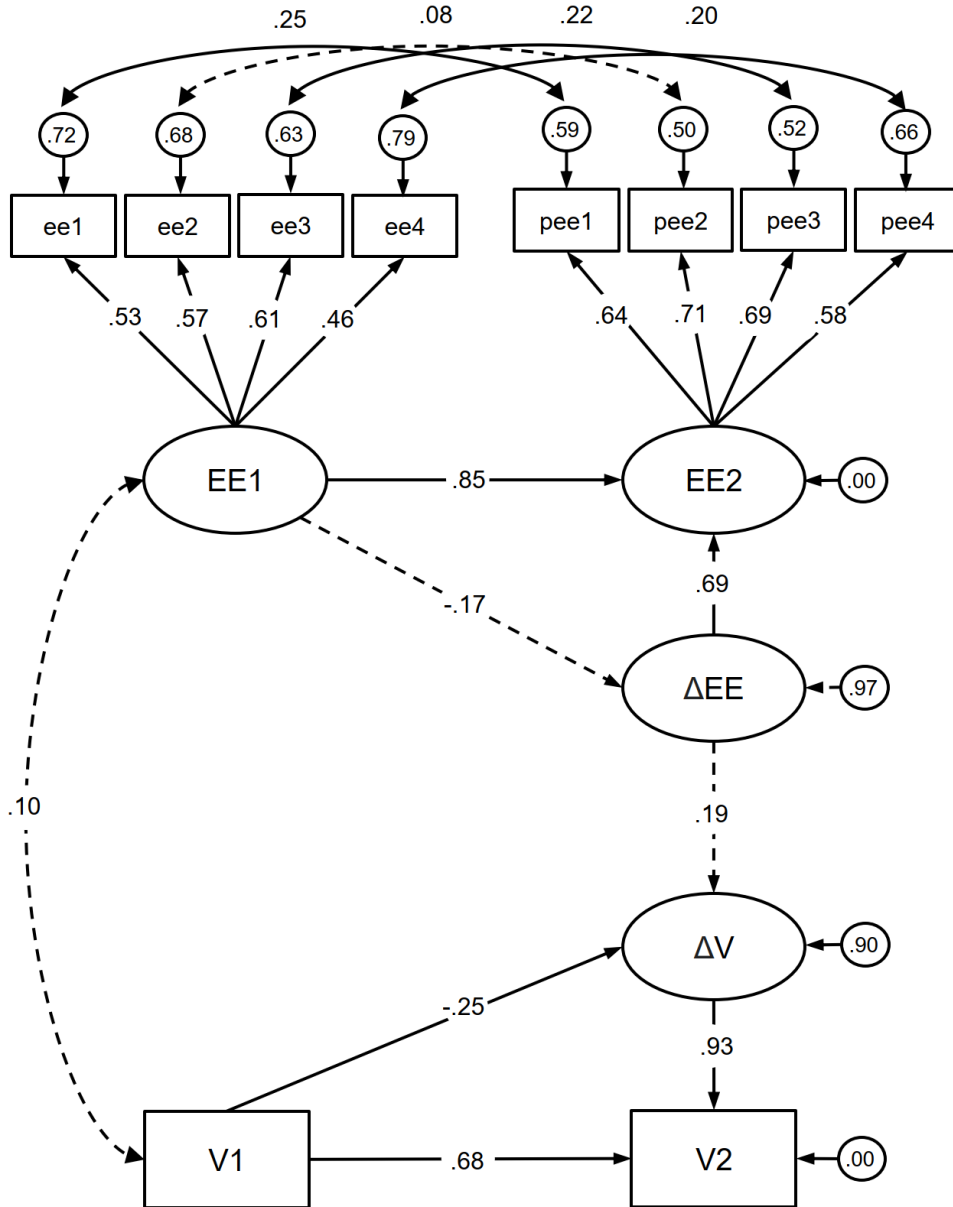 .25 .08 .22 .20
.72 .68 .63 .79 .59 .50 .52 .66
ee1 ee2 ee3 ee4 pee1 pee2 pee3 pee4
.53 .57 .61 .46 .64 .71 .69 .58
EE1 .85 EE2 .00
-.17 .69
ΔEE .97
.10 .19
ΔV .90
-.25 .93
V1 .68 V2 .00